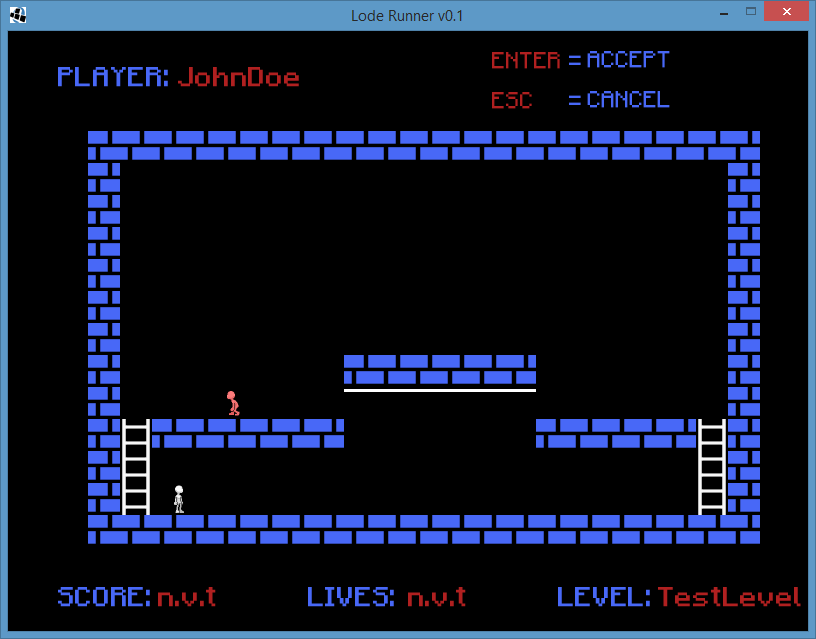 Lode Runner v0.1
PLAYER: JohnDoe
ENTER = ACCEPT
ESC = CANCEL
SCORE: n.v.t LIVES: n.v.t LEVEL: TestLevel